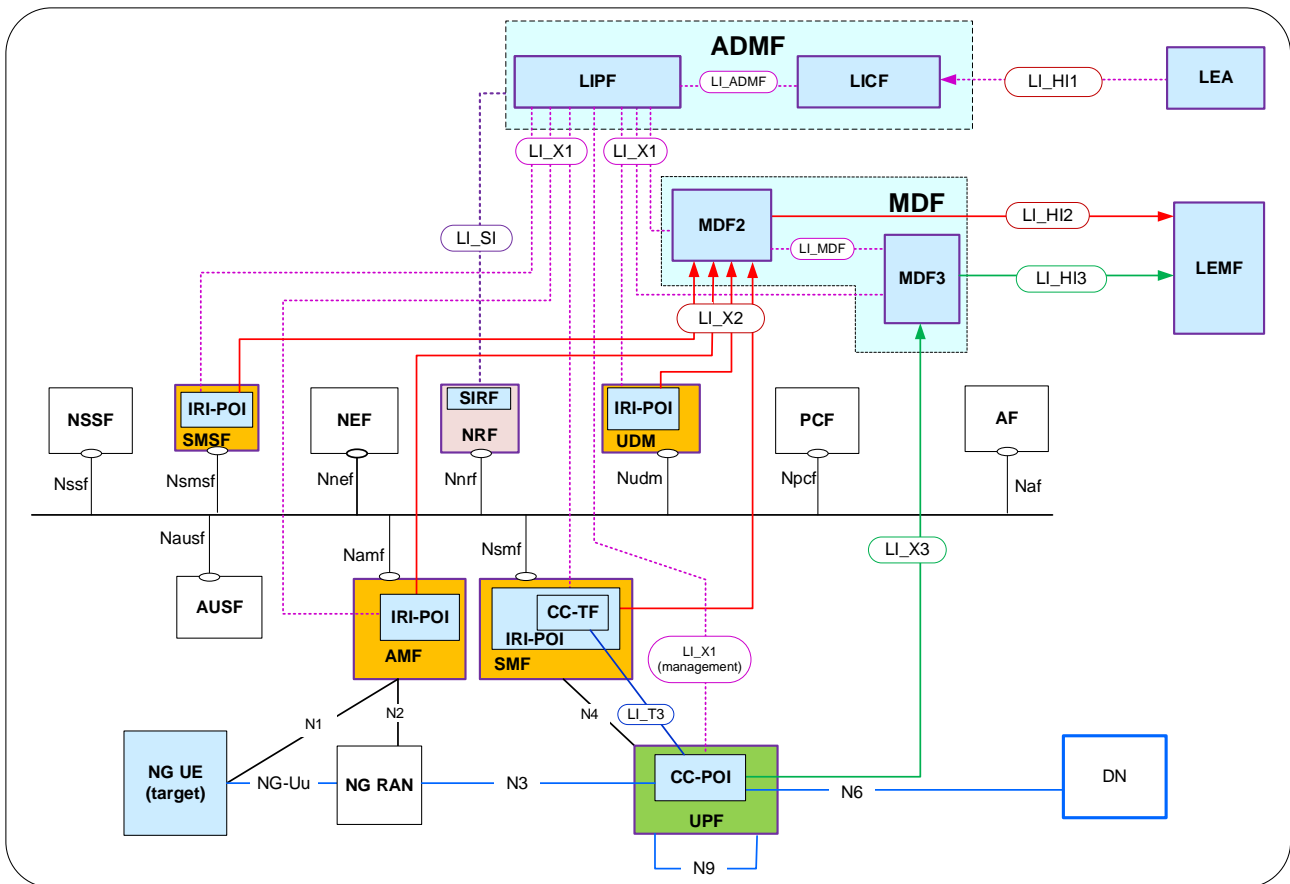 ADMF
LIPF
LI_ADMF
LICF
LI_HI1
LEA
LI_X1
LI_X1
MDF
MDF2
LI_HI2
LI_SI
LI_MDF
MDF3
LI_HI3
LEMF
LI_X2
NSSF
IRI-POI
SMSF
NEF
SIRF
NRF
IRI-POI
UDM
PCF
AF
Nssf
Nsmsf
Nnef
Nnrf
Nudm
Npcf
Naf
Nausf
Namf
Nsmf
LI_X3
AUSF
IRI-POI
AMF
CC-TF
IRI-POI
SMF
LI_X1
(management)
N1
N2
N4
LI_T3
NG UE
(target)
NG-Uu
NG RAN
N3
CC-POI
UPF
N6
DN
N9